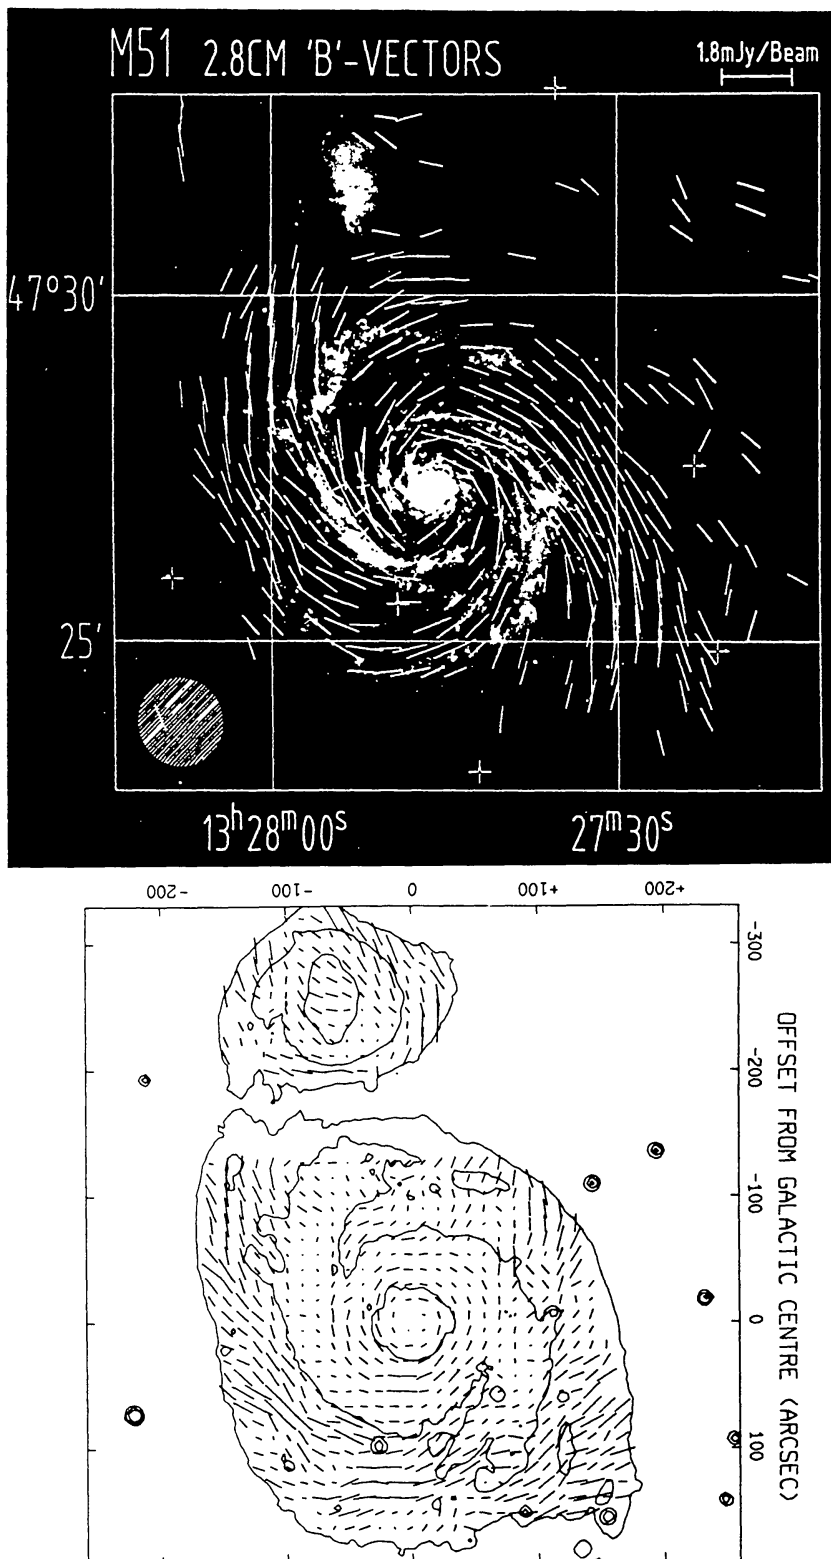 M51 2.8CM 'B'-VECTORS
1.8mJy/Beam
47°30'
25'
13ʰ28ᵐ00ˢ
27ᵐ30ˢ
-200
-100
0
+100
+200
-300
-200
-100
0
100
OFFSET FROM GALACTIC CENTRE (ARCSEC)